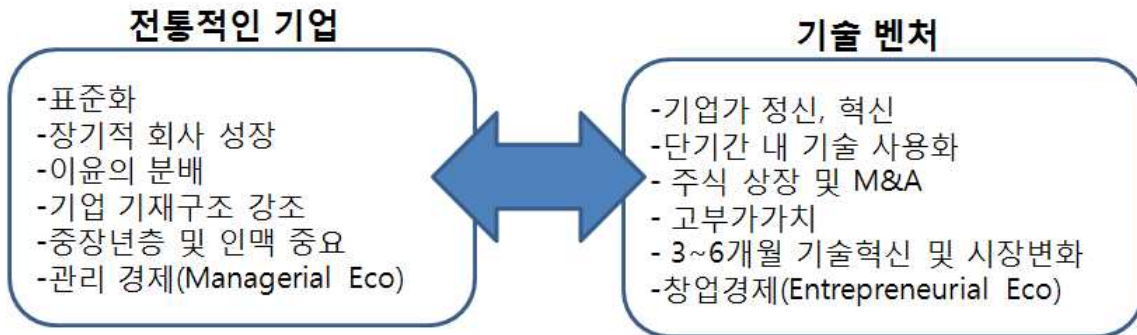 전통적인 기업
-표준화
-장기적 회사 성장
-이윤의 분배
-기업 기재구조 강조
-중장년층 및 인맥 중요
-관리 경제(Managerial Eco)
기술 벤처
-기업가 정신, 혁신
-단기간 내 기술 사용화
- 주식 상장 및 M&A
- 고부가가치
- 3~6개월 기술혁신 및 시장변화
-창업경제(Entrepreneurial Eco)